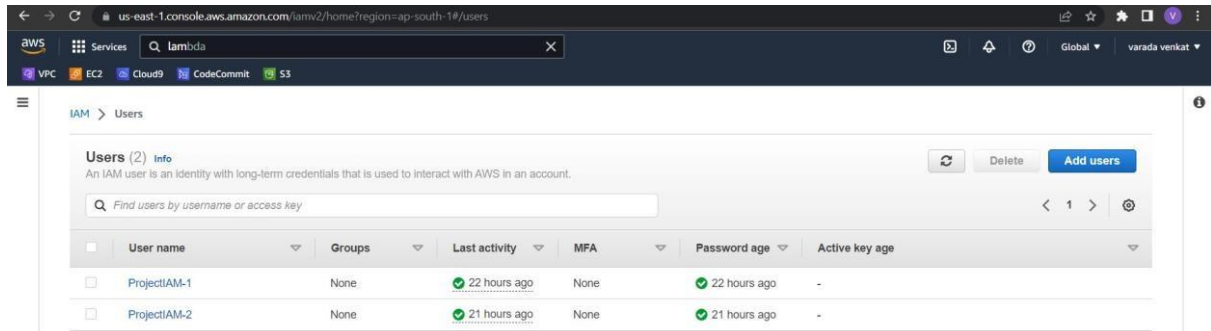 us-east-1.console.aws.amazon.com/iamv2/home?region=ap-south-1#/users
V
aws Services lambda Global varada venkat
VPC EC2 Cloud9 CodeCommit S3
IAM > Users
Users (2) Info
Delete Add users
An IAM user is an identity with long-term credentials that is used to interact with AWS in an account.
Find users by username or access key
< 1 >
User name Groups Last activity MFA Password age Active key age
ProjectIAM-1 None 22 hours ago None 22 hours ago -
ProjectIAM-2 None 21 hours ago None 21 hours ago -